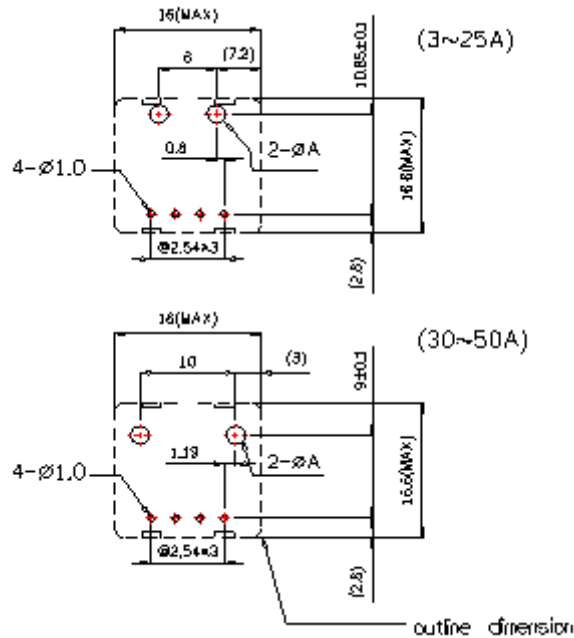 16(MAX)
(3~25A)
6
(7.2)
10.85±0.1
0.8
2-ØA
4-Ø1.0
16.6(MAX)
@2.54*3
(2.8)
16(MAX)
(30~50A)
10
(3)
9±0.1
1.19
2-ØA
4-Ø1.0
16.6(MAX)
@2.54*3
(2.8)
outline dimension